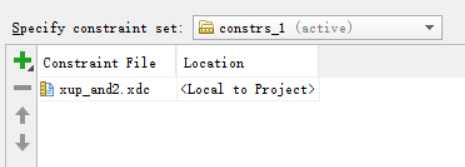 Specify constraint set: constrs_1 (active)
Constraint File Location
xup_and2.xdc <Local to Project>